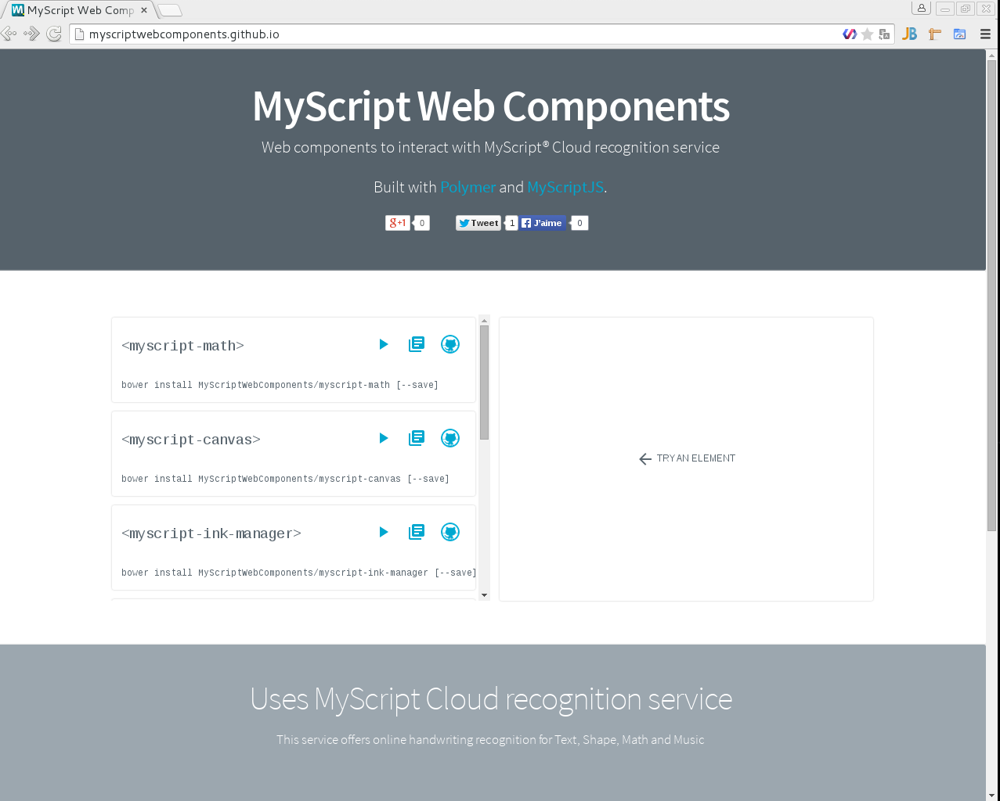 MyScript Web Comp
myscriptwebcomponents.github.io
JB
MyScript Web Components
Web components to interact with MyScript® Cloud recognition service
Built with Polymer and MyScriptJS.
g+1 0 Tweet 1 J'aime 0
<myscript-math>
bower install MyScriptWebComponents/myscript-math [--save]
<myscript-canvas>
bower install MyScriptWebComponents/myscript-canvas [--save]
<myscript-ink-manager>
bower install MyScriptWebComponents/myscript-ink-manager [--save]
TRY AN ELEMENT
Uses MyScript Cloud recognition service
This service offers online handwriting recognition for Text, Shape, Math and Music